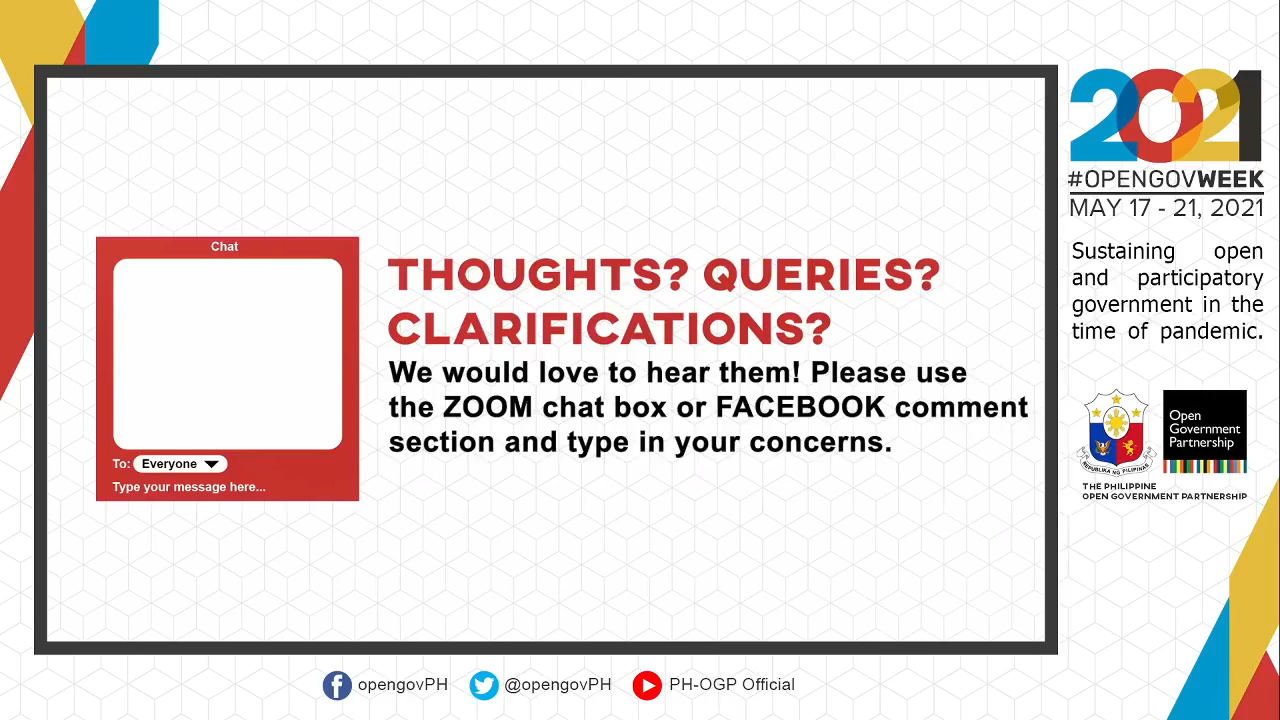 Chat
To: Everyone
Type your message here...
THOUGHTS? QUERIES?
CLARIFICATIONS?
We would love to hear them! Please use
the ZOOM chat box or FACEBOOK comment
section and type in your concerns.
2021
#OPENGOVWEEK
MAY 17 - 21, 2021
Sustaining open
and participatory
government in the
time of pandemic.
REPUBLIKA NG PILIPINAS
Open
Government
Partnership
THE PHILIPPINE
OPEN GOVERNMENT PARTNERSHIP
opengovPH
@opengovPH
PH-OGP Official